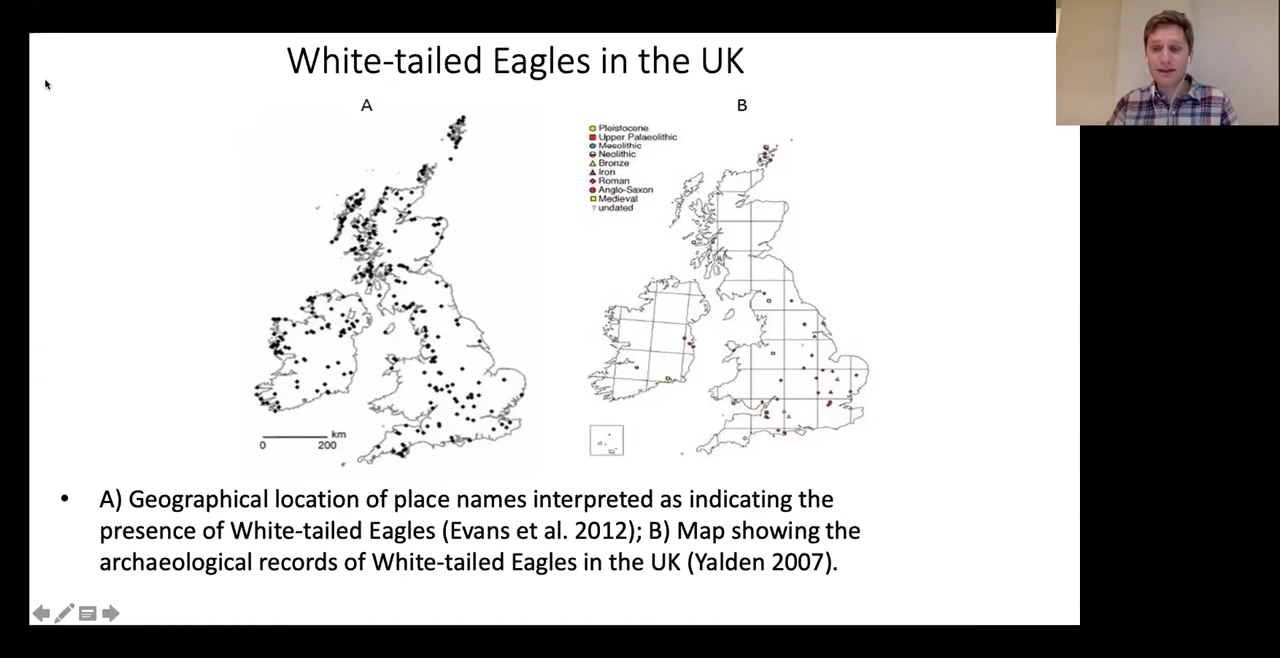 White-tailed Eagles in the UK
A
B
Pleistocene
Upper Palaeolithic
Mesolithic
Neolithic
Bronze
Iron
Roman
Anglo-Saxon
Medieval
? undated
km
0 200
• A) Geographical location of place names interpreted as indicating the
presence of White-tailed Eagles (Evans et al. 2012); B) Map showing the
archaeological records of White-tailed Eagles in the UK (Yalden 2007).